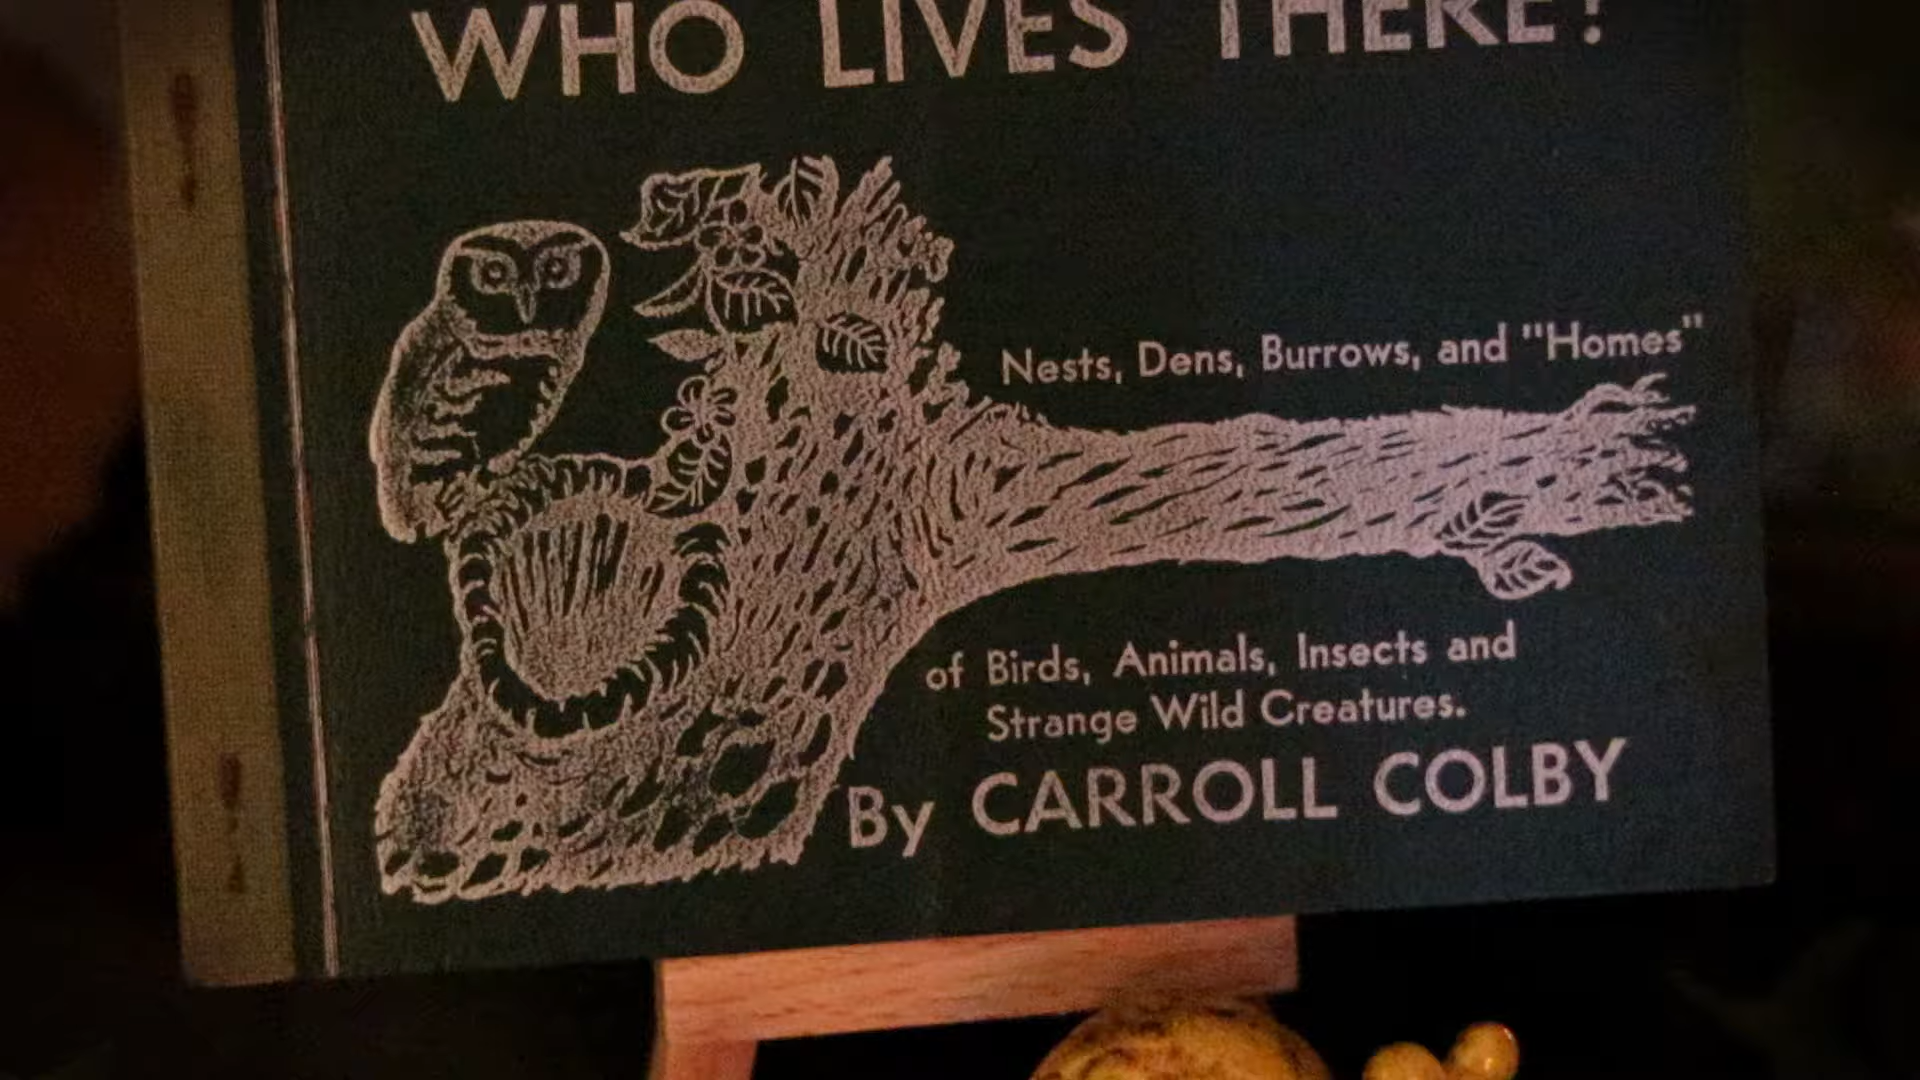 WHO LIVES THERE?
Nests, Dens, Burrows, and "Homes"
of Birds, Animals, Insects and
Strange Wild Creatures.
By CARROLL COLBY